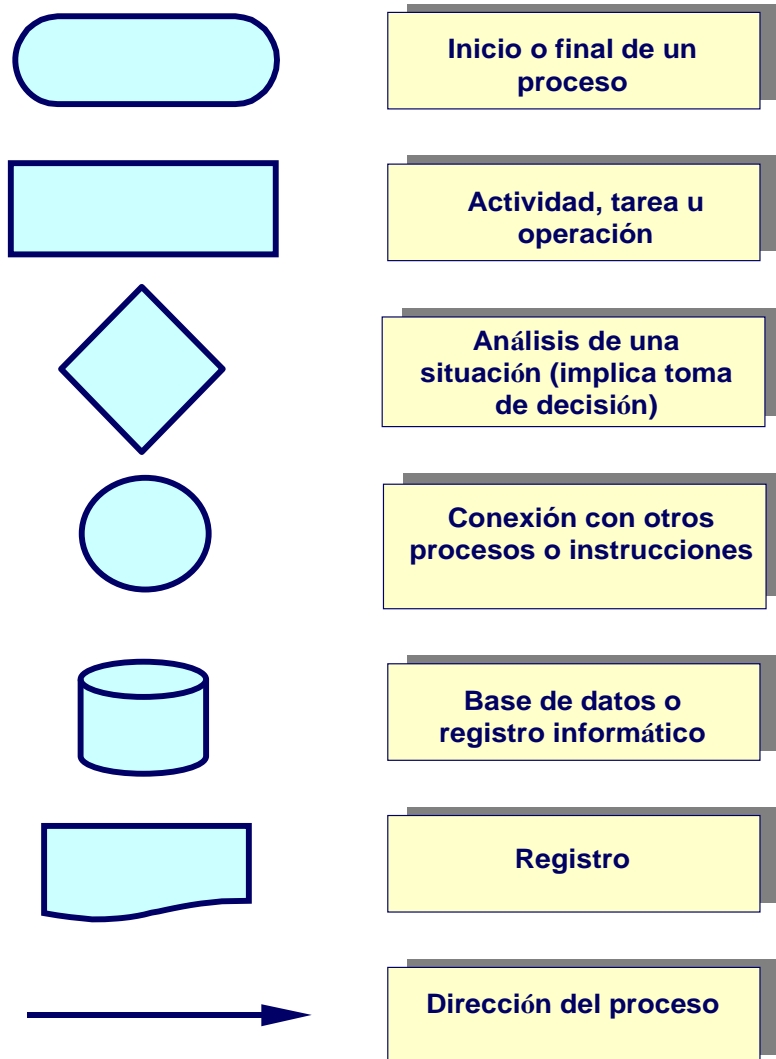 Inicio o final de un
proceso
Actividad, tarea u
operación
Análisis de una
situación (implica toma
de decisión)
Conexión con otros
procesos o instrucciones
Base de datos o
registro informático
Registro
Dirección del proceso